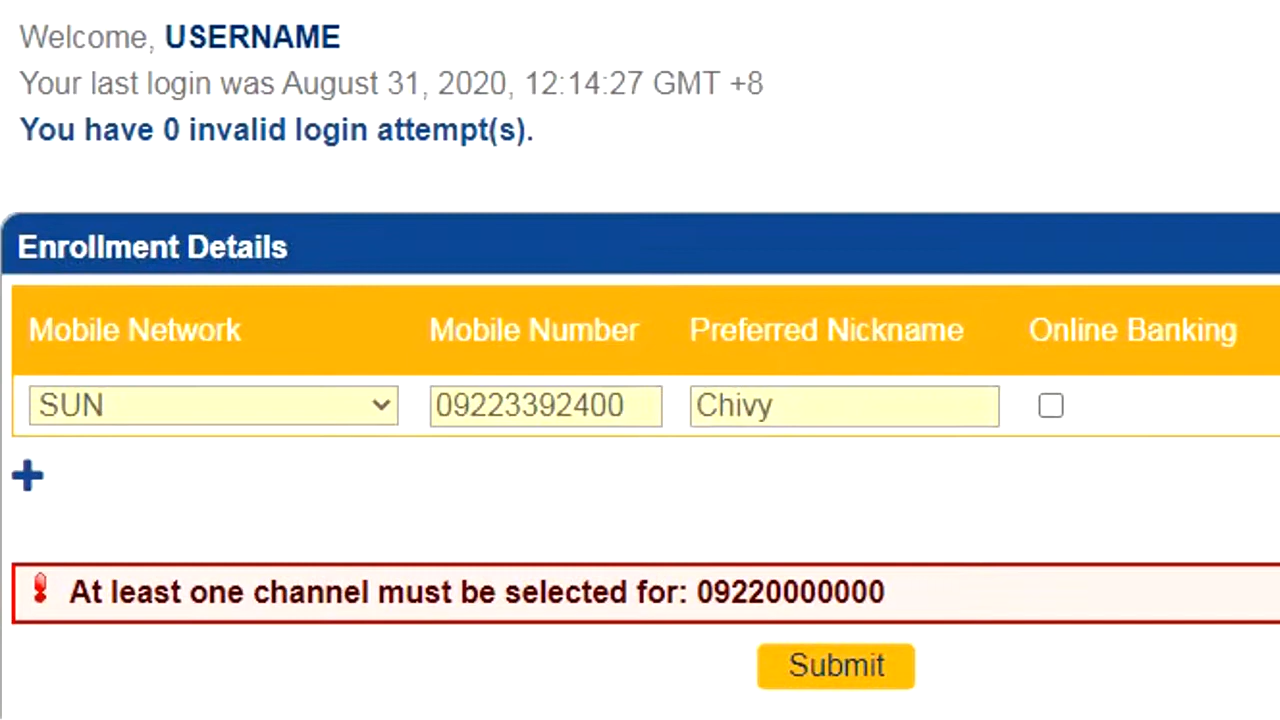 Welcome, USERNAME
Your last login was August 31, 2020, 12:14:27 GMT +8
You have 0 invalid login attempt(s).
Enrollment Details
Mobile Network Mobile Number Preferred Nickname Online Banking
SUN 09223392400 Chivy
At least one channel must be selected for: 09220000000
Submit